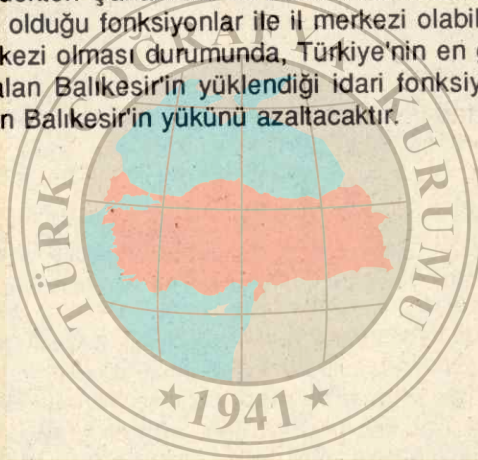 olduğu fonksiyonlar ile il merkezi olabil
kezi olması durumunda, Türkiye'nin en g
alan Balıkesir'in yüklendiği idari fonksiy
n Balıkesir'in yükünü azaltacaktır.
TÜRK COĞRAFYA KURUMU
*1941*